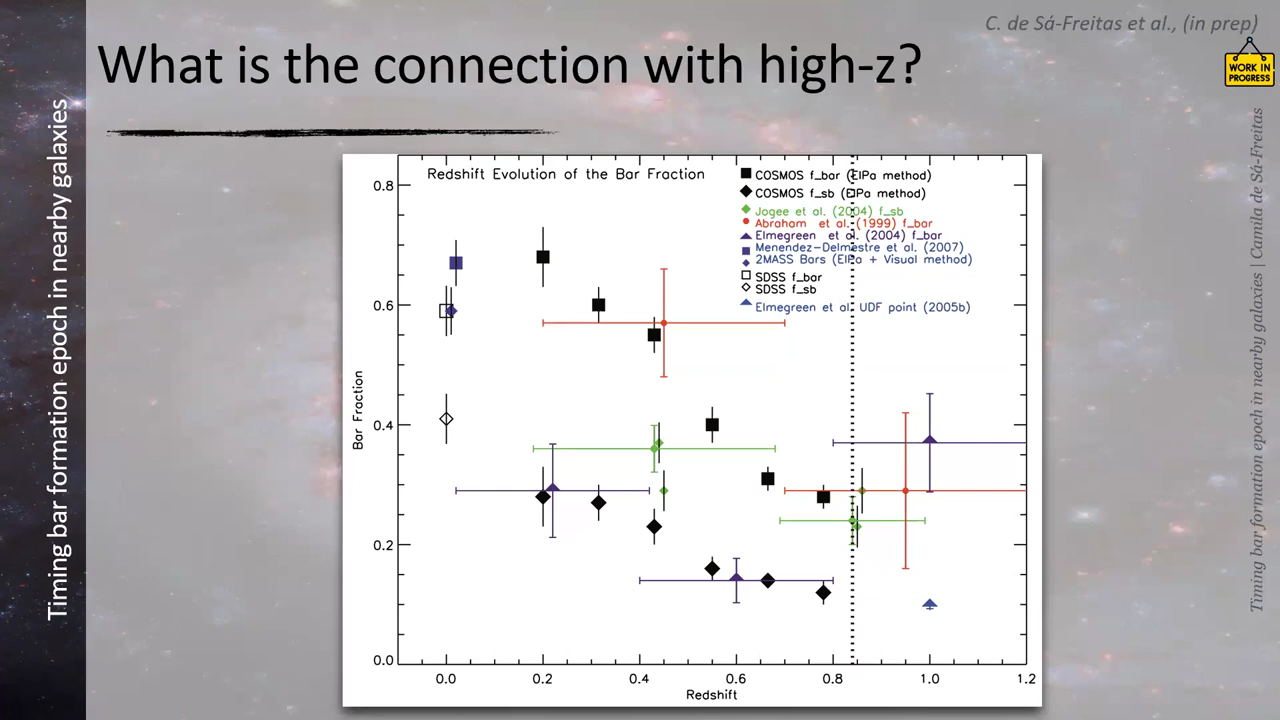 C. de Sá-Freitas et al., (in prep)
What is the connection with high-z?
WORK IN
PROGRESS
Timing bar formation epoch in nearby galaxies
Timing bar formation epoch in nearby galaxies | Camila de Sá-Freitas
Redshift Evolution of the Bar Fraction
COSMOS f_bar (ElPa method)
COSMOS f_sb (ElPa method)
Jogee et al. (2004) f_sb
Abraham et al (1999) f_bar
Elmegreen et al. (2004) f_bar
Menendez-Delmestre et al. (2007)
2MASS Bars (ElPa + Visual method)
SDSS f_bar
SDSS f_sb
Elmegreen et al. UDF point (2005b)
Bar Fraction
0.8
0.6
0.4
0.2
0.0
0.0 0.2 0.4 0.6 0.8 1.0 1.2
Redshift